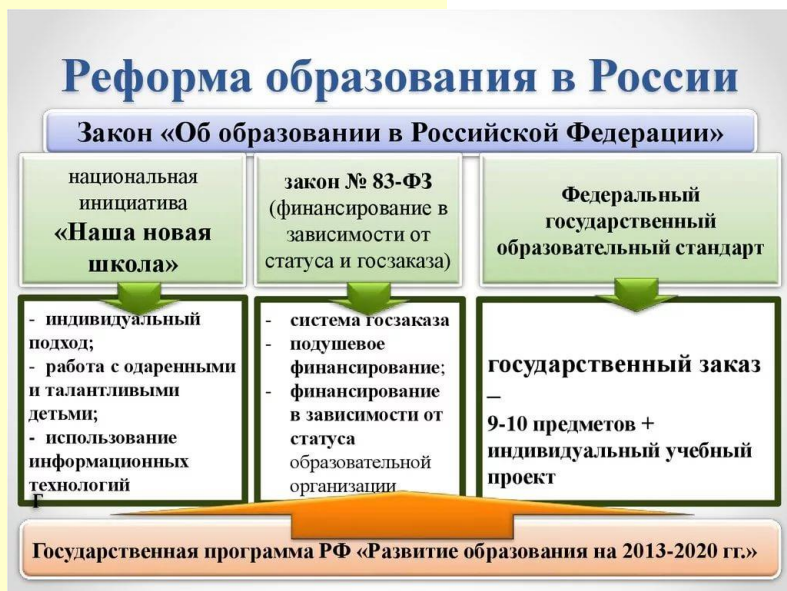 Реформа образования в России
Закон «Об образовании в Российской Федерации»
национальная
инициатива
«Наша новая
школа»
закон № 83-ФЗ
(финансирование в
зависимости от
статуса и госзаказа)
Федеральный
государственный
образовательный стандарт
- индивидуальный
подход;
- работа с одаренными
и талантливыми
детьми;
- использование
информационных
технологий
Г
- система госзаказа
- подушевое
финансирование;
- финансирование
в зависимости от
статуса
образовательной
организации
государственный заказ
–
9-10 предметов +
индивидуальный учебный
проект
Государственная программа РФ «Развитие образования на 2013-2020 гг.»